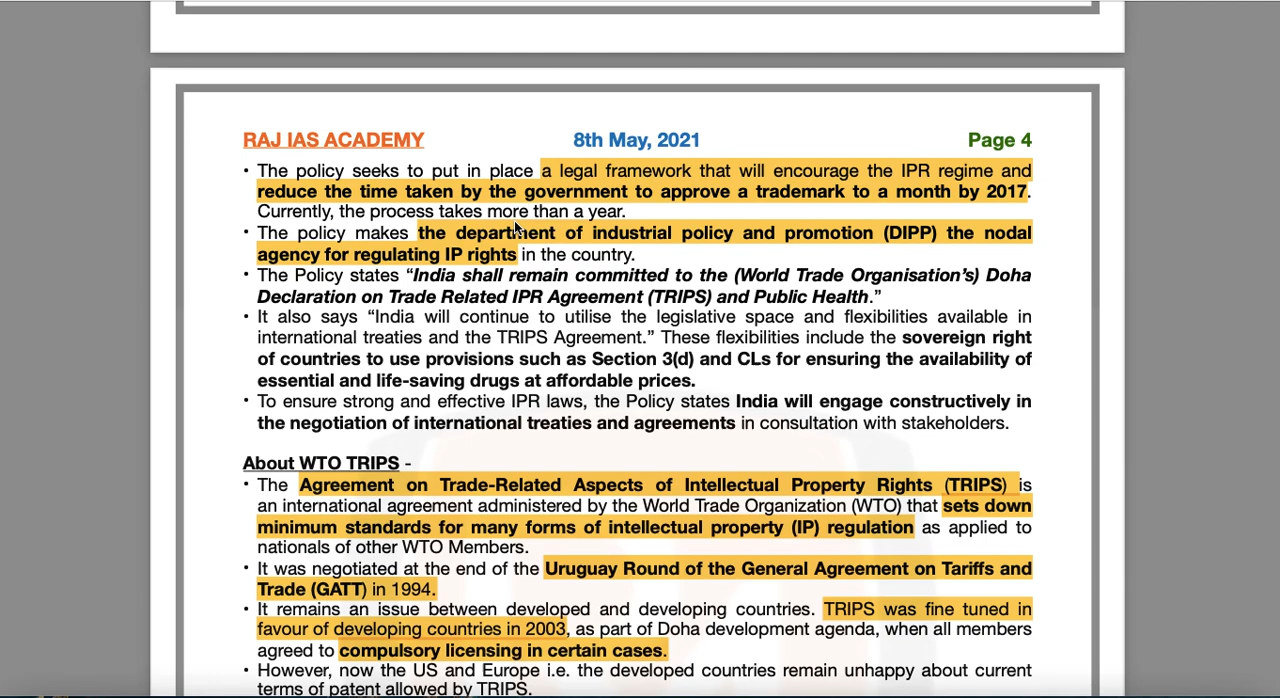 RAJ IAS ACADEMY 8th May, 2021 Page 4
• The policy seeks to put in place a legal framework that will encourage the IPR regime and
reduce the time taken by the government to approve a trademark to a month by 2017.
Currently, the process takes more than a year.
• The policy makes the department of industrial policy and promotion (DIPP) the nodal
agency for regulating IP rights in the country.
• The Policy states “India shall remain committed to the (World Trade Organisation’s) Doha
Declaration on Trade Related IPR Agreement (TRIPS) and Public Health.”
• It also says “India will continue to utilise the legislative space and flexibilities available in
international treaties and the TRIPS Agreement.” These flexibilities include the sovereign right
of countries to use provisions such as Section 3(d) and CLs for ensuring the availability of
essential and life-saving drugs at affordable prices.
• To ensure strong and effective IPR laws, the Policy states India will engage constructively in
the negotiation of international treaties and agreements in consultation with stakeholders.
About WTO TRIPS -
• The Agreement on Trade-Related Aspects of Intellectual Property Rights (TRIPS) is
an international agreement administered by the World Trade Organization (WTO) that sets down
minimum standards for many forms of intellectual property (IP) regulation as applied to
nationals of other WTO Members.
• It was negotiated at the end of the Uruguay Round of the General Agreement on Tariffs and
Trade (GATT) in 1994.
• It remains an issue between developed and developing countries. TRIPS was fine tuned in
favour of developing countries in 2003, as part of Doha development agenda, when all members
agreed to compulsory licensing in certain cases.
• However, now the US and Europe i.e. the developed countries remain unhappy about current
terms of patent allowed by TRIPS.